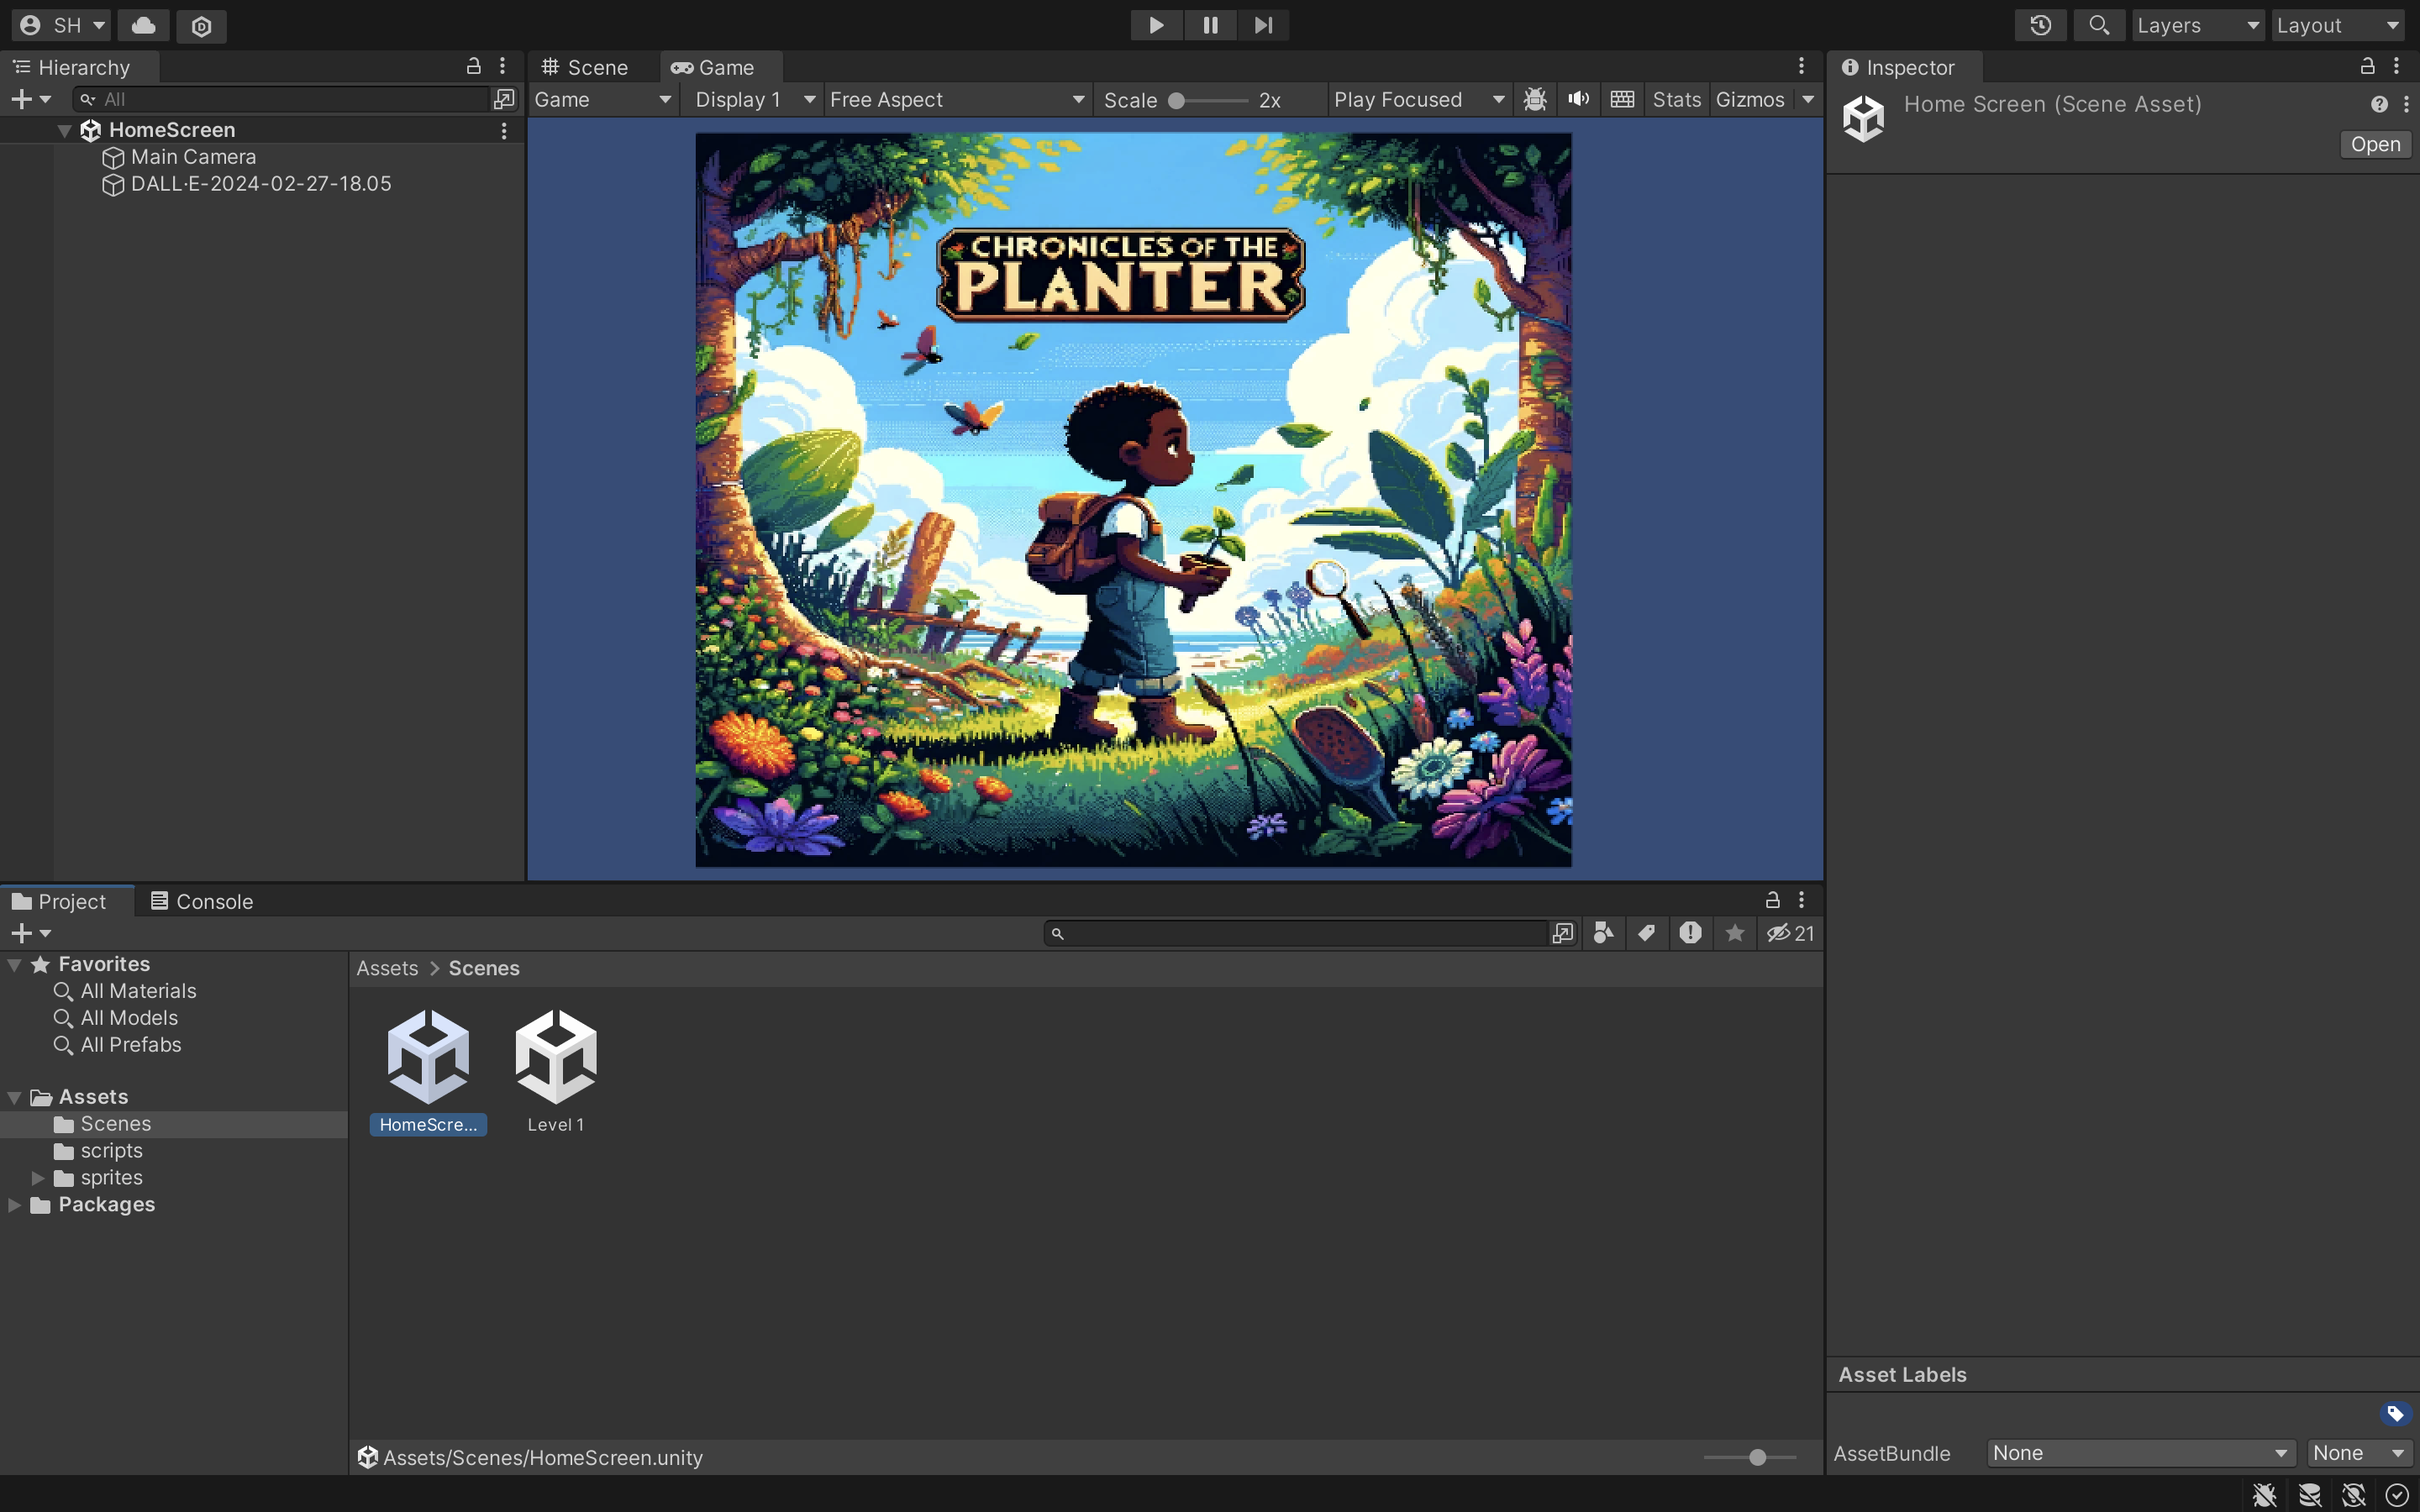 SH
Layers
Layout
Hierarchy
All
HomeScreen
Main Camera
DALL·E-2024-02-27-18.05
Scene
Game
Game
Display 1
Free Aspect
Scale
2x
Play Focused
Stats
Gizmos
CHRONICLES OF THE
PLANTER
Inspector
Home Screen (Scene Asset)
Open
Project
Console
21
Favorites
All Materials
All Models
All Prefabs
Assets
Scenes
scripts
sprites
Packages
Assets > Scenes
HomeScre...
Level 1
Assets/Scenes/HomeScreen.unity
Asset Labels
AssetBundle
None
None